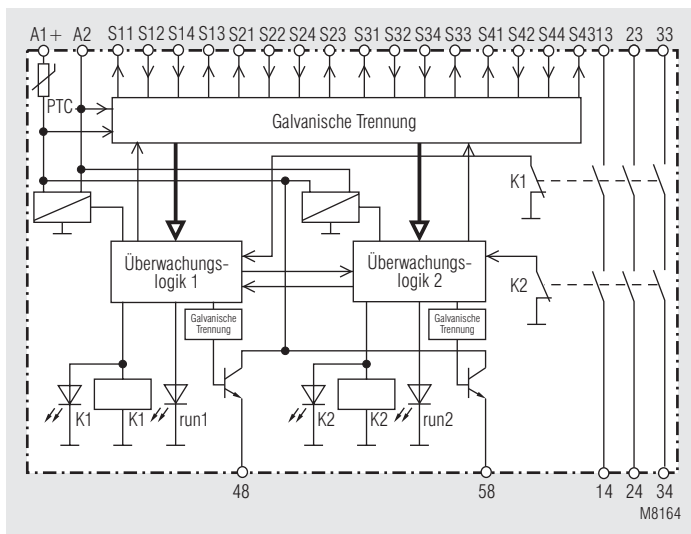 A1+ A2 S11 S12 S14 S13 S21 S22 S24 S23 S31 S32 S34 S33 S41 S42 S44 S43 13 23 33
PTC
Galvanische Trennung
K1
Überwachungs-
logik 1
Überwachungs-
logik 2
K2
Galvanische
Trennung
Galvanische
Trennung
K1 K1 run1 K2 K2 run2
48 58 14 24 34
M8164